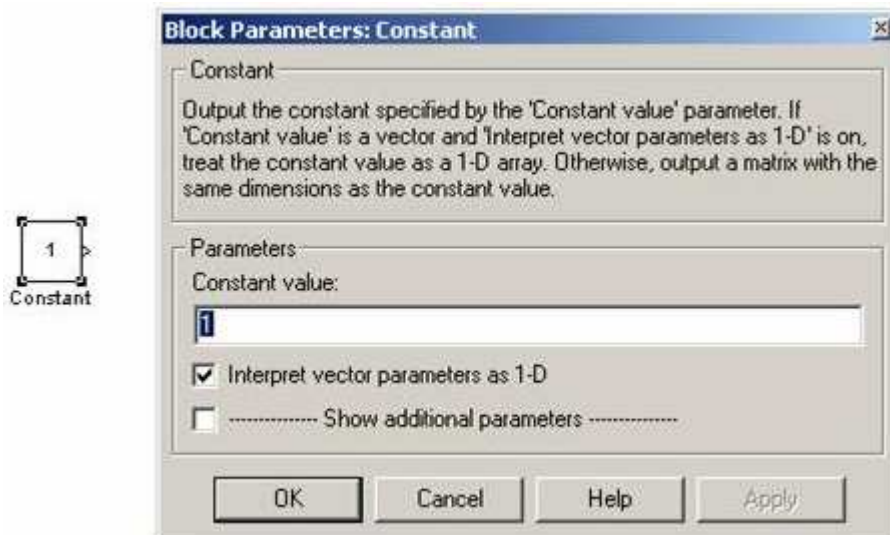 Block Parameters: Constant
Constant
Output the constant specified by the 'Constant value' parameter. If
'Constant value' is a vector and 'Interpret vector parameters as 1-D' is on,
treat the constant value as a 1-D array. Otherwise, output a matrix with the
same dimensions as the constant value.
1
Constant
Parameters
Constant value:
1
Interpret vector parameters as 1-D
-------------- Show additional parameters --------------
OK Cancel Help Apply